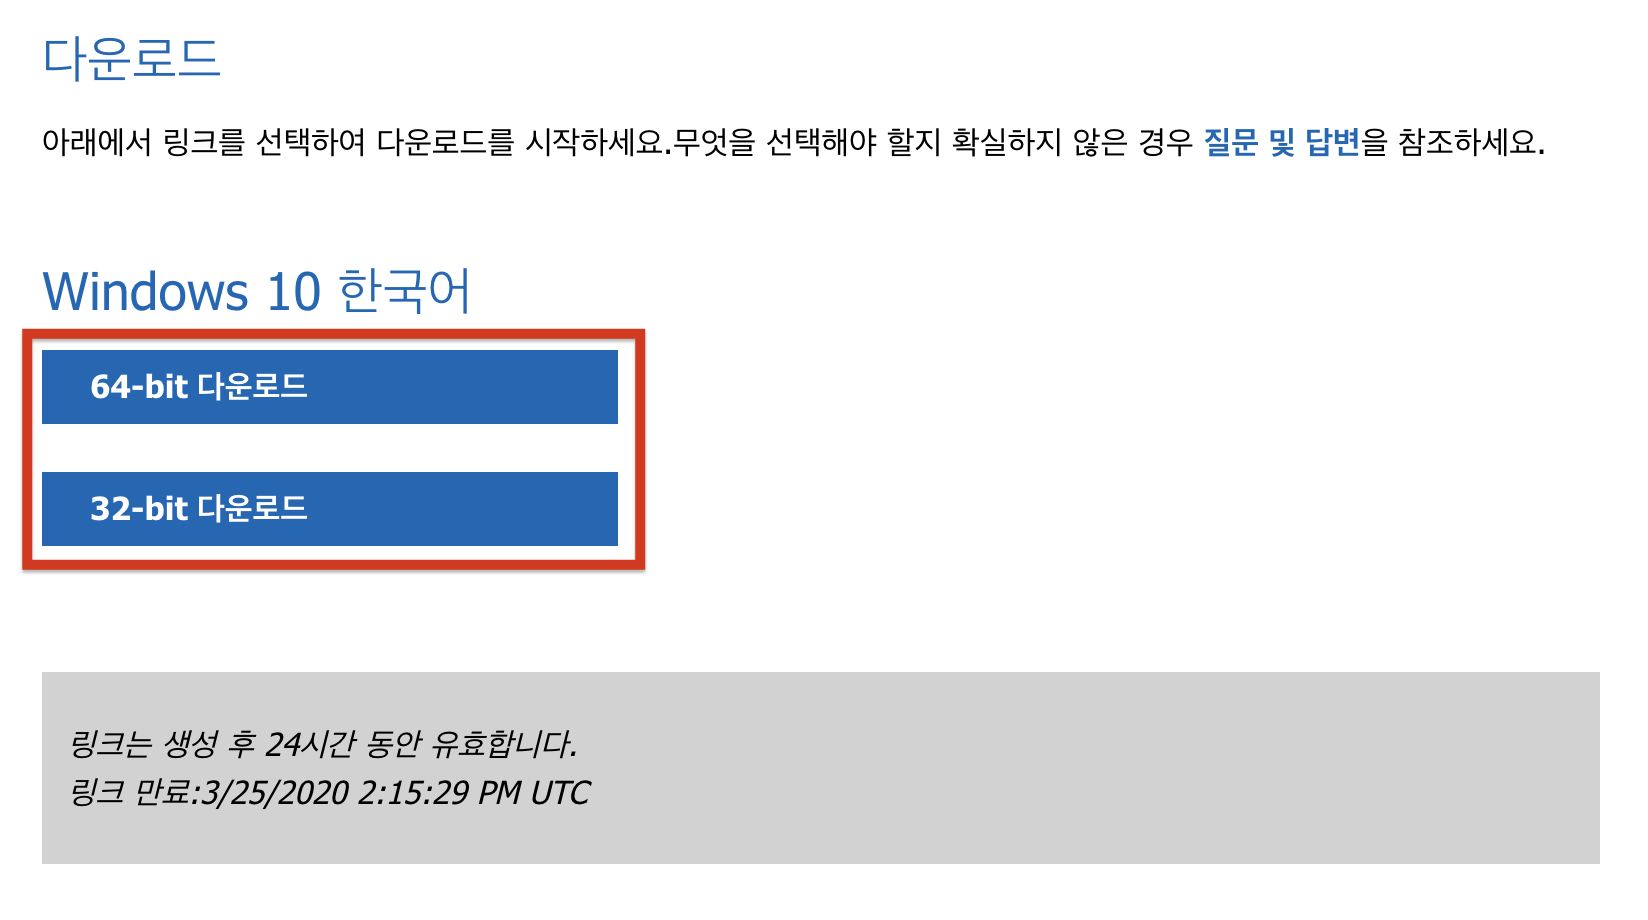 다운로드
아래에서 링크를 선택하여 다운로드를 시작하세요.무엇을 선택해야 할지 확실하지 않은 경우 질문 및 답변을 참조하세요.
Windows 10 한국어
64-bit 다운로드
32-bit 다운로드
링크는 생성 후 24시간 동안 유효합니다.
링크 만료:3/25/2020 2:15:29 PM UTC